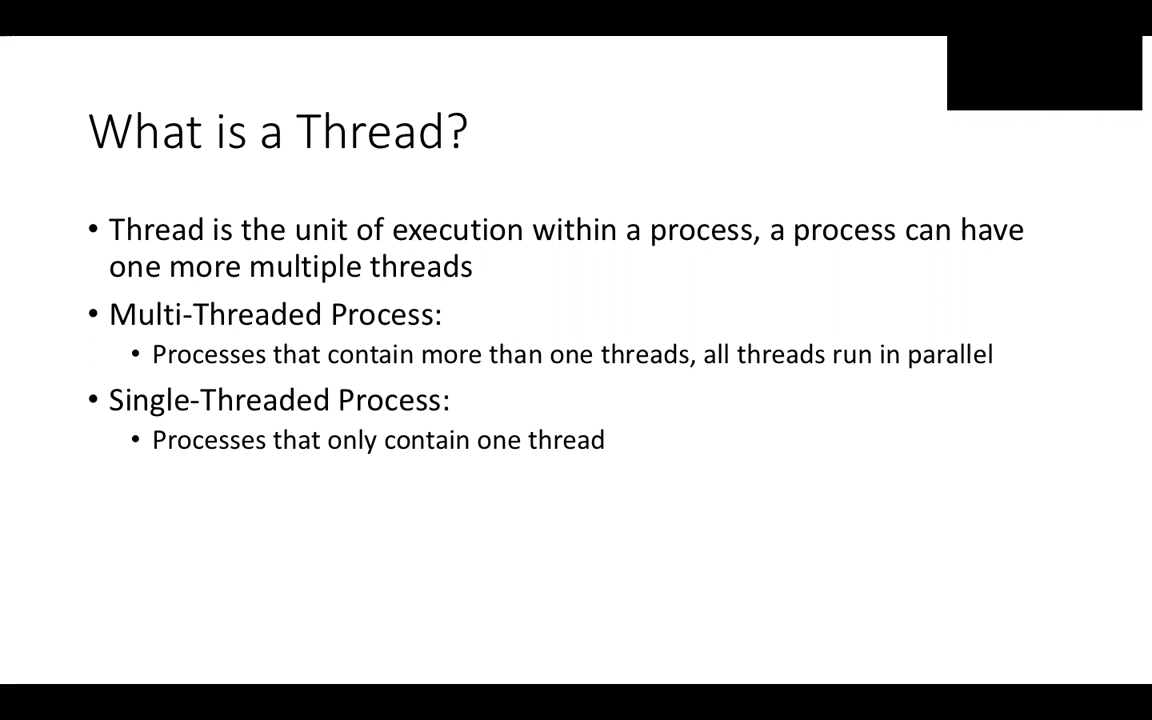 What is a Thread?
• Thread is the unit of execution within a process, a process can have
one more multiple threads
• Multi-Threaded Process:
• Processes that contain more than one threads, all threads run in parallel
• Single-Threaded Process:
• Processes that only contain one thread